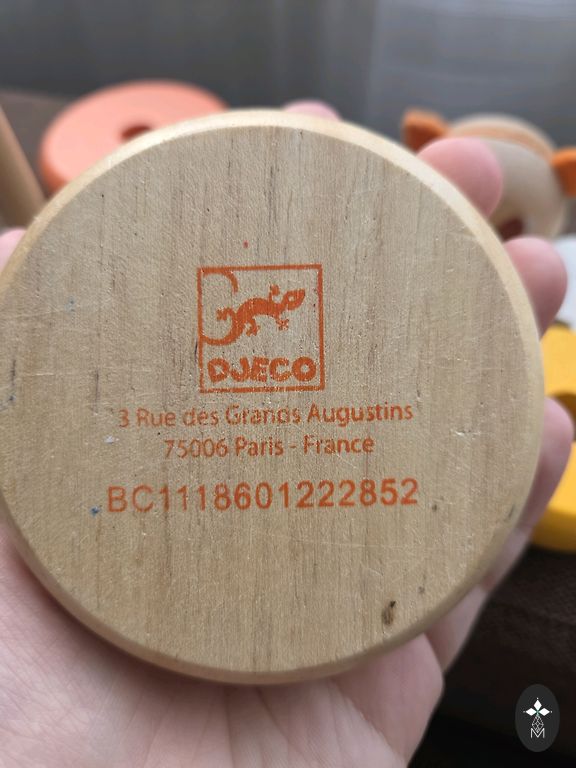 DJECO
3 Rue des Grands Augustins
75006 Paris - France
BC1118601222852
M